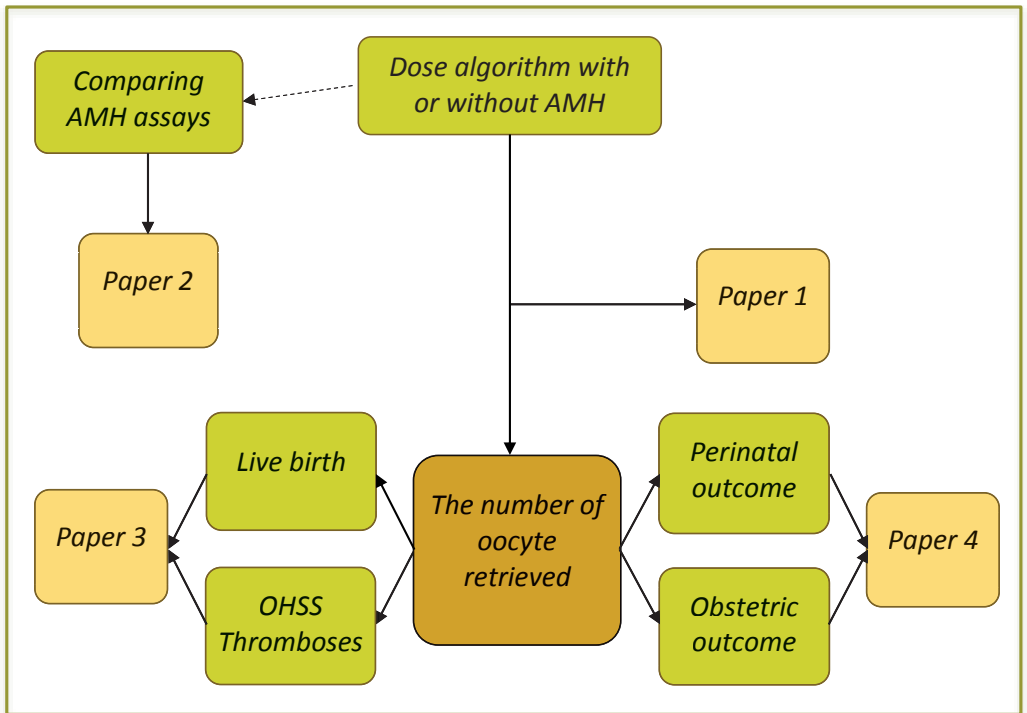 Comparing
AMH assays
Dose algorithm with
or without AMH
Paper 2
Paper 1
Live birth
Perinatal
outcome
The number of
oocyte
retrieved
Paper 3
Paper 4
OHSS
Thromboses
Obstetric
outcome